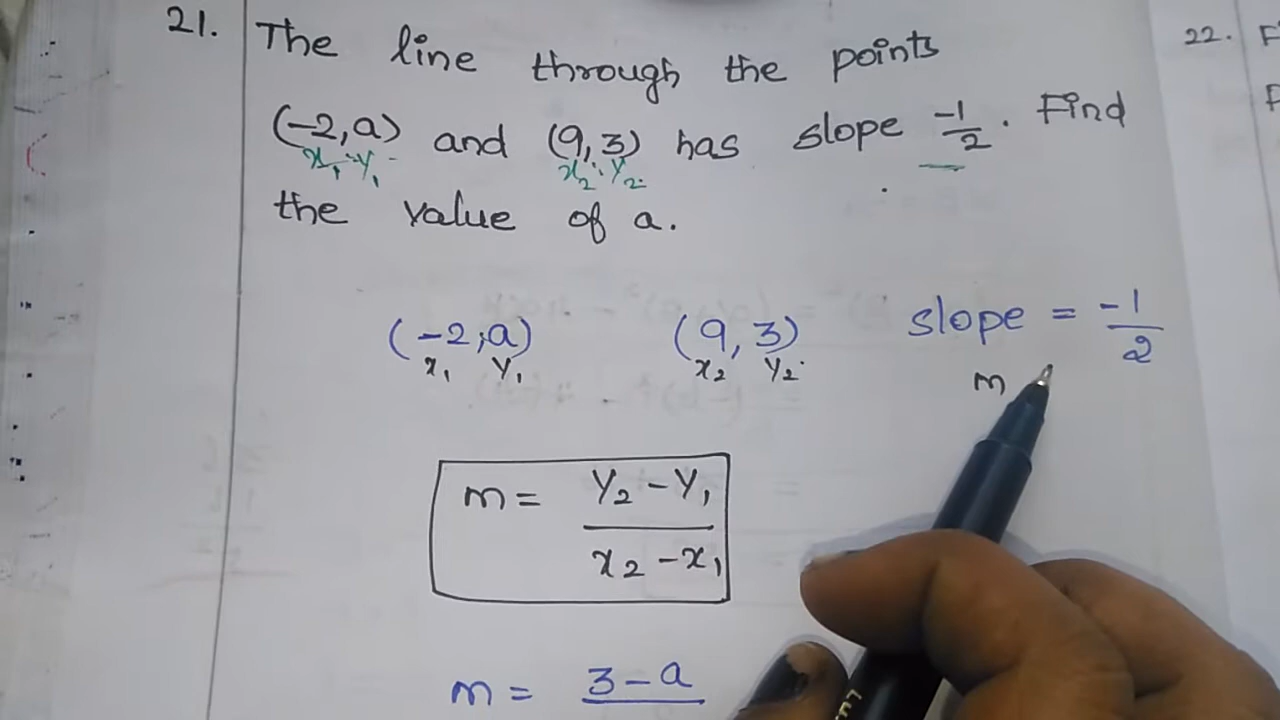 21. The line through the points
(-2, a) and (9, 3) has slope -1/2. Find
x₁ y₁ x₂ y₂
the value of a.
(-2, a) (9, 3) slope = -1/2
x₁ y₁ x₂ y₂ m
m = y₂ - y₁ / x₂ - x₁
m = 3 - a
22. F